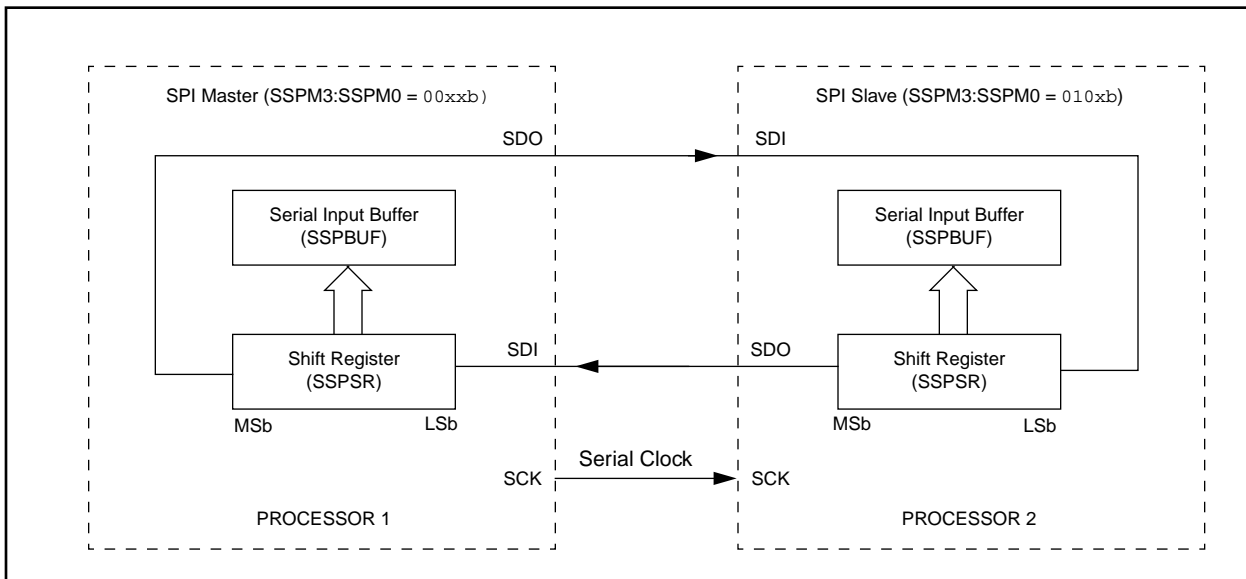 SPI Master (SSPM3:SSPM0 = 00xxb)
SPI Slave (SSPM3:SSPM0 = 010xb)
SDO
SDI
Serial Input Buffer
(SSPBUF)
Serial Input Buffer
(SSPBUF)
Shift Register
(SSPSR)
SDI
SDO
Shift Register
(SSPSR)
MSb
LSb
MSb
LSb
Serial Clock
SCK
SCK
PROCESSOR 1
PROCESSOR 2